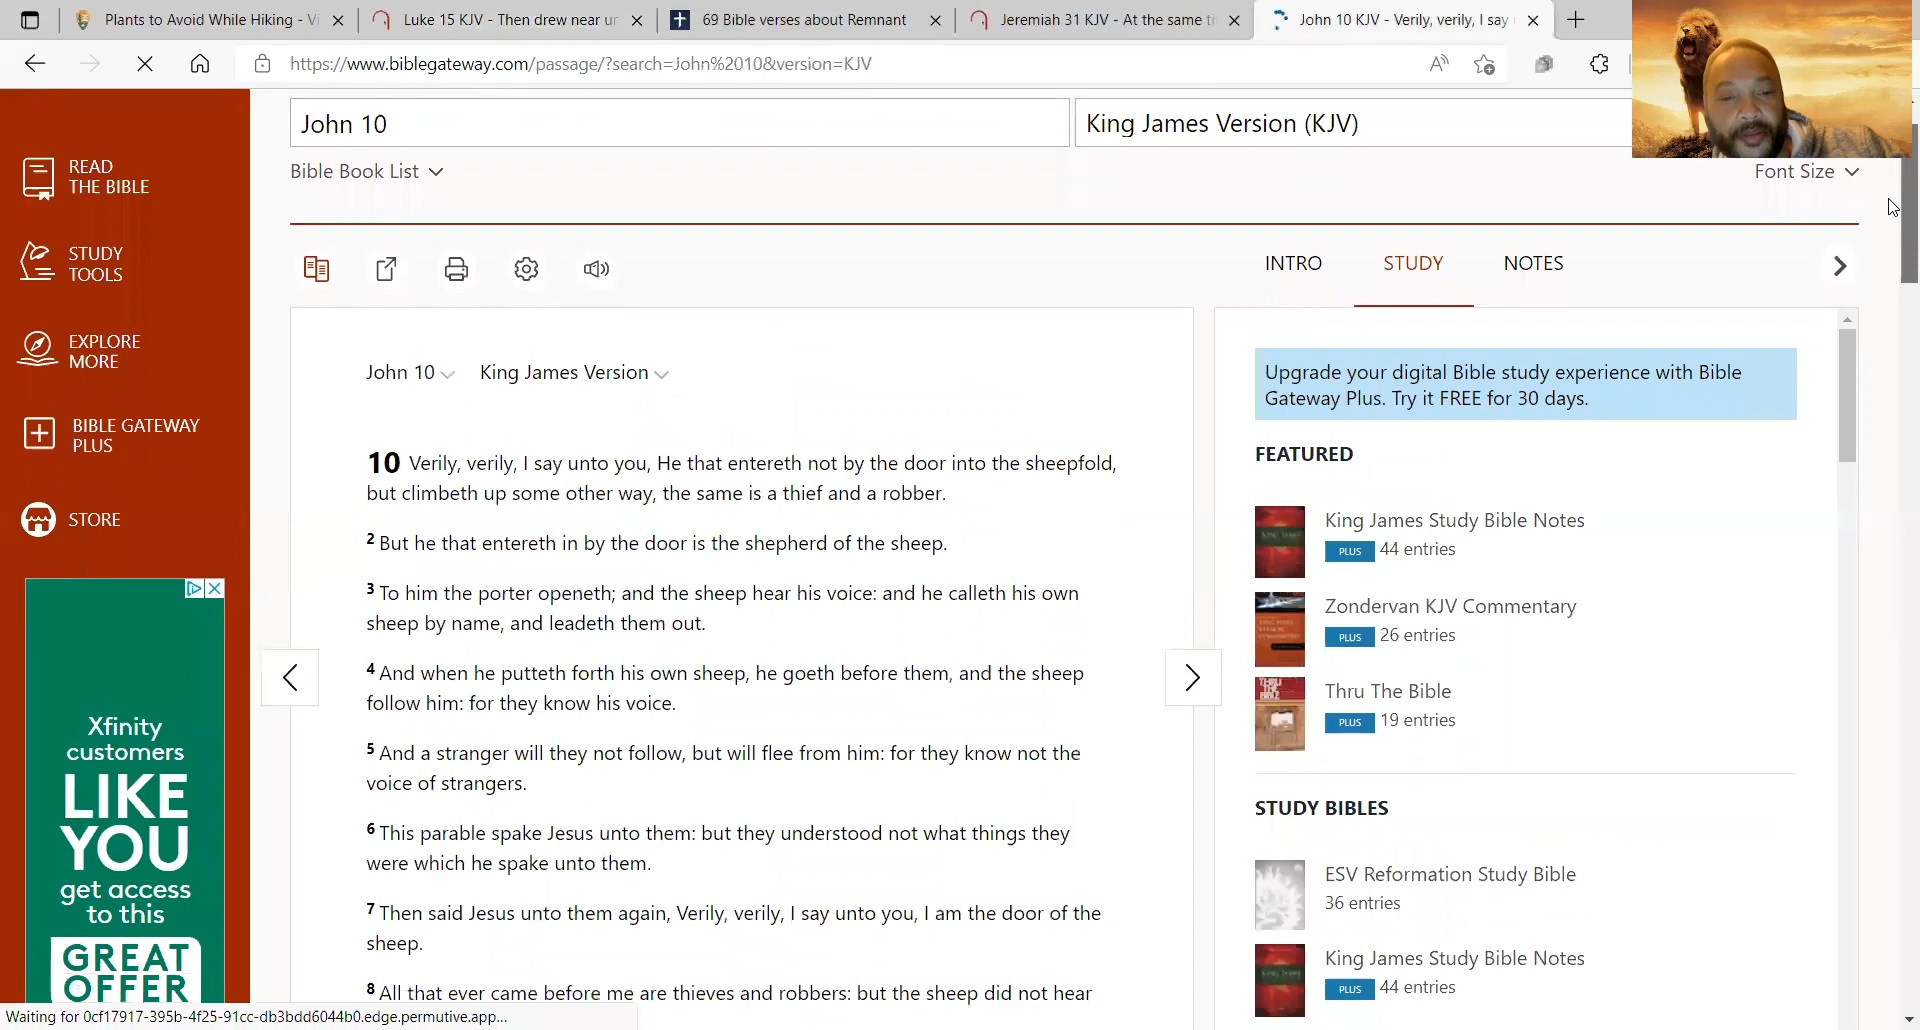 Plants to Avoid While Hiking - Vi
Luke 15 KJV - Then drew near un
69 Bible verses about Remnant
Jeremiah 31 KJV - At the same ti
John 10 KJV - Verily, verily, I say u
https://www.biblegateway.com/passage/?search=John%2010&version=KJV
John 10
King James Version (KJV)
Bible Book List
Font Size
READ
THE BIBLE
STUDY
TOOLS
EXPLORE
MORE
BIBLE GATEWAY
PLUS
STORE
Xfinity
customers
LIKE
YOU
get access
to this
GREAT
OFFER
INTRO
STUDY
NOTES
John 10
King James Version
10 Verily, verily, I say unto you, He that entereth not by the door into the sheepfold,
but climbeth up some other way, the same is a thief and a robber.
2 But he that entereth in by the door is the shepherd of the sheep.
3 To him the porter openeth; and the sheep hear his voice: and he calleth his own
sheep by name, and leadeth them out.
4 And when he putteth forth his own sheep, he goeth before them, and the sheep
follow him: for they know his voice.
5 And a stranger will they not follow, but will flee from him: for they know not the
voice of strangers.
6 This parable spake Jesus unto them: but they understood not what things they
were which he spake unto them.
7 Then said Jesus unto them again, Verily, verily, I say unto you, I am the door of the
sheep.
8 All that ever came before me are thieves and robbers: but the sheep did not hear
Upgrade your digital Bible study experience with Bible
Gateway Plus. Try it FREE for 30 days.
FEATURED
King James Study Bible Notes
PLUS 44 entries
Zondervan KJV Commentary
PLUS 26 entries
Thru The Bible
PLUS 19 entries
STUDY BIBLES
ESV Reformation Study Bible
36 entries
King James Study Bible Notes
PLUS 44 entries
Waiting for 0cf17917-395b-4f25-91cc-db3bdd6044b0.edge.permutive.app...